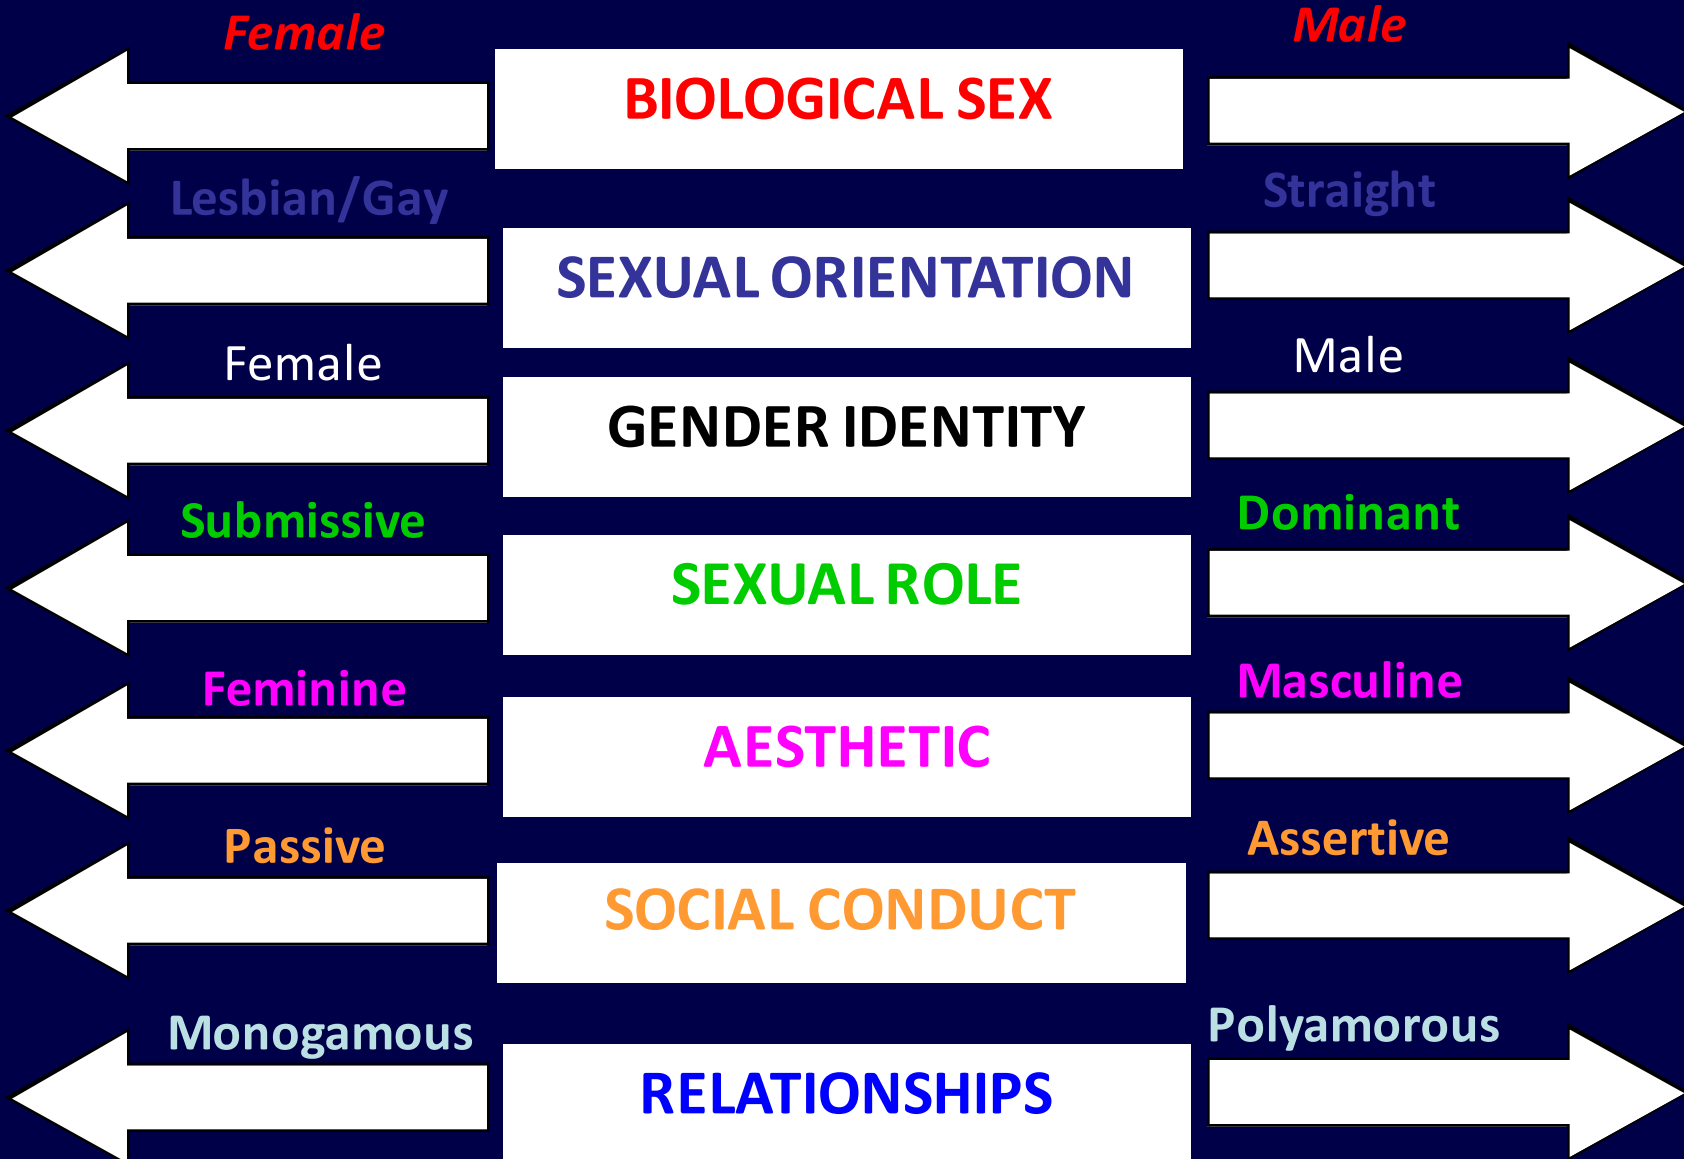 Female
Male
BIOLOGICAL SEX
Lesbian/Gay
Straight
SEXUAL ORIENTATION
Female
Male
GENDER IDENTITY
Submissive
Dominant
SEXUAL ROLE
Feminine
Masculine
AESTHETIC
Passive
Assertive
SOCIAL CONDUCT
Monogamous
Polyamorous
RELATIONSHIPS